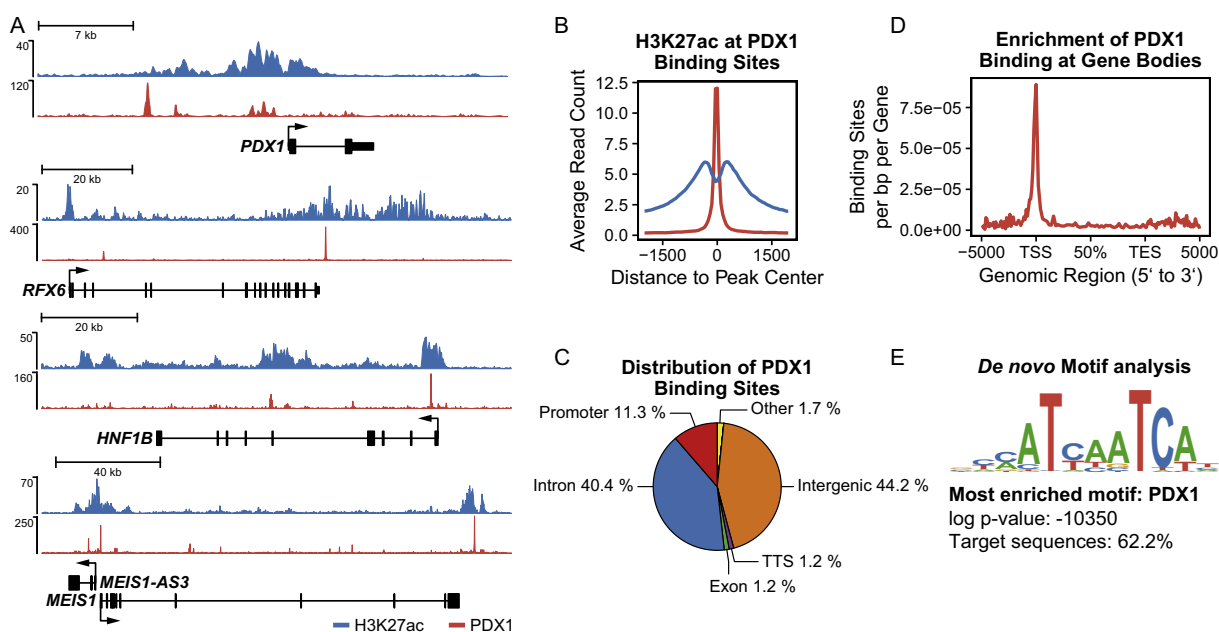 A
7 kb
40
120
PDX1
20 kb
20
400
RFX6
20 kb
50
160
HNF1B
40 kb
70
250
MEIS1-AS3
MEIS1
H3K27ac
PDX1
B
H3K27ac at PDX1
Binding Sites
Average Read Count
12.5
10.0
7.5
5.0
2.5
0.0
−1500
0
1500
Distance to Peak Center
C
Distribution of PDX1
Binding Sites
Promoter 11.3 %
Other 1.7 %
Intron 40.4 %
Intergenic 44.2 %
TTS 1.2 %
Exon 1.2 %
D
Enrichment of PDX1
Binding at Gene Bodies
Binding Sites
per bp per Gene
7.5e−05
5.0e−05
2.5e−05
0.0e+00
−5000
TSS
50%
TES
5000
Genomic Region (5‘ to 3‘)
E
De novo Motif analysis
ATCAATCA
Most enriched motif: PDX1
log p-value: -10350
Target sequences: 62.2%